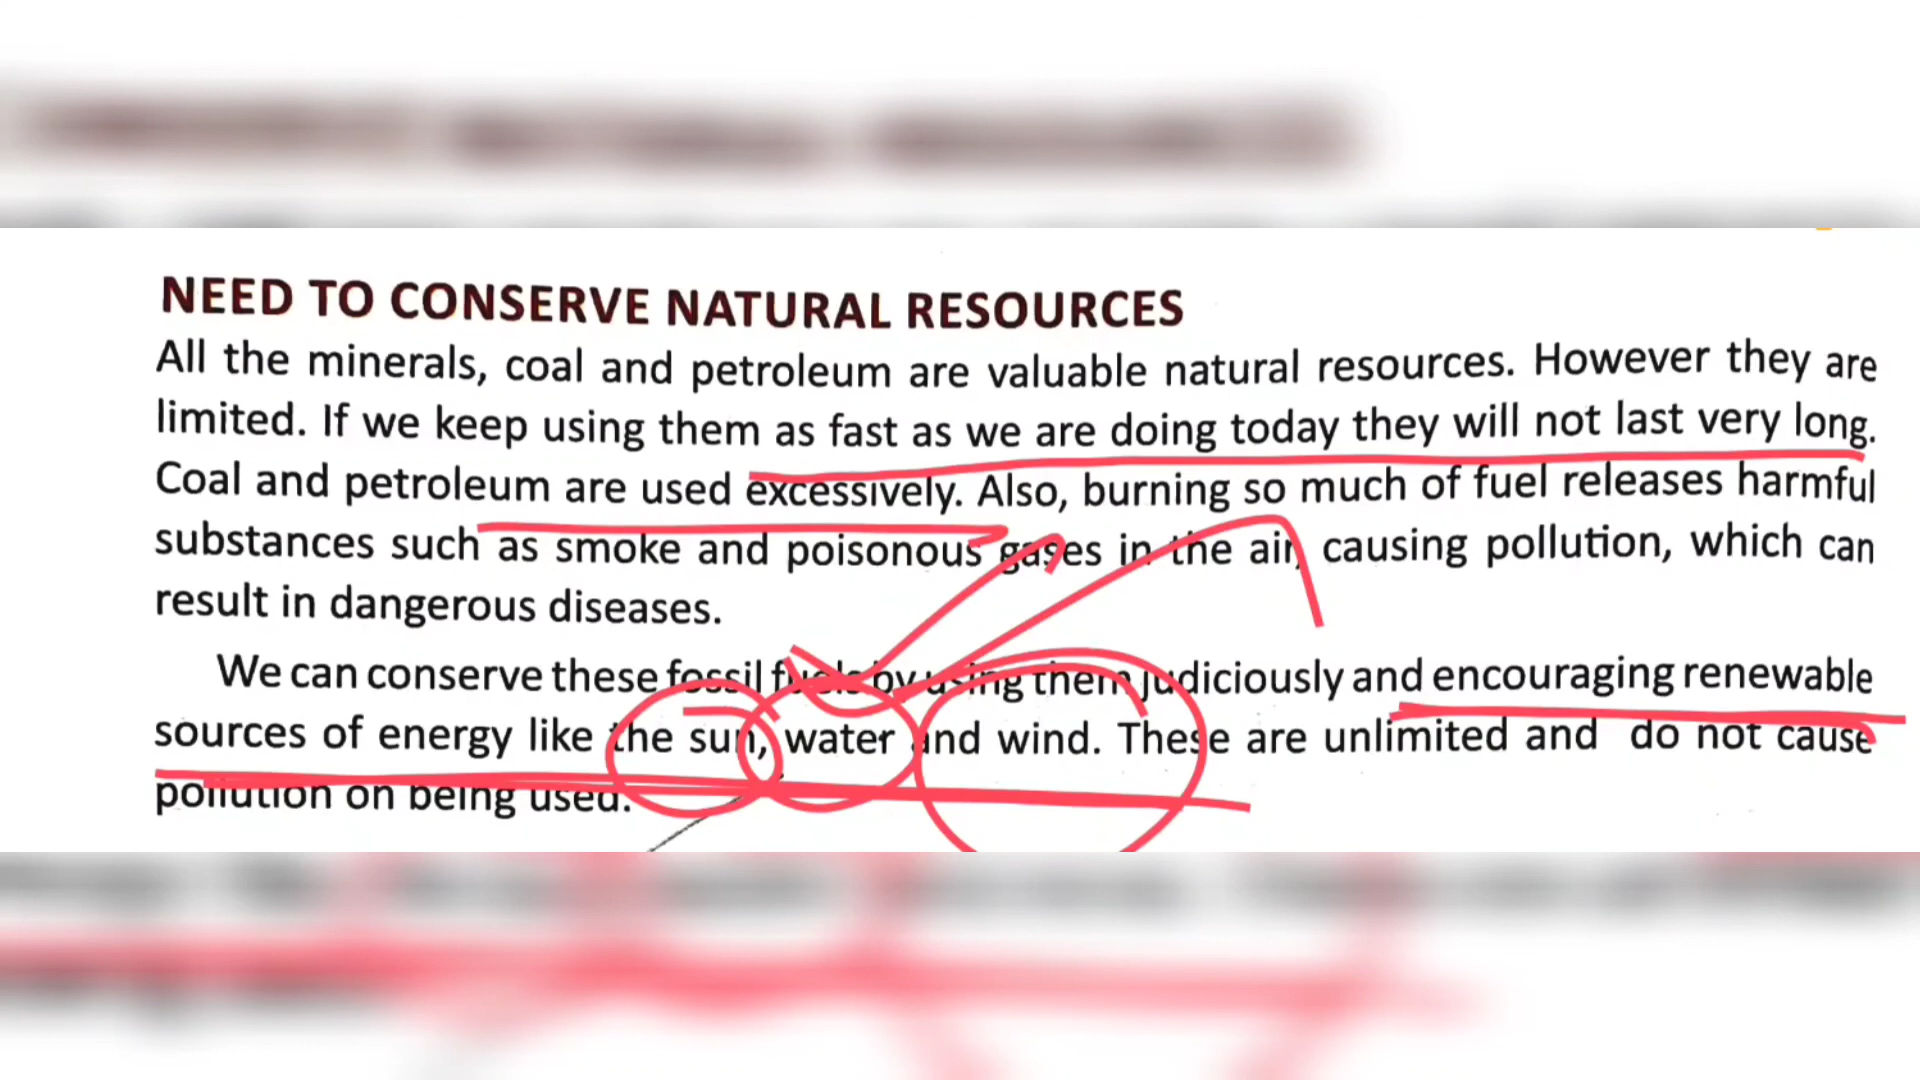 NEED TO CONSERVE NATURAL RESOURCES
All the minerals, coal and petroleum are valuable natural resources. However they are
limited. If we keep using them as fast as we are doing today they will not last very long.
Coal and petroleum are used excessively. Also, burning so much of fuel releases harmful
substances such as smoke and poisonous gases in the air, causing pollution, which can
result in dangerous diseases.
We can conserve these fossil fuels by using them judiciously and encouraging renewable
sources of energy like the sun, water and wind. These are unlimited and do not cause
pollution on being used.